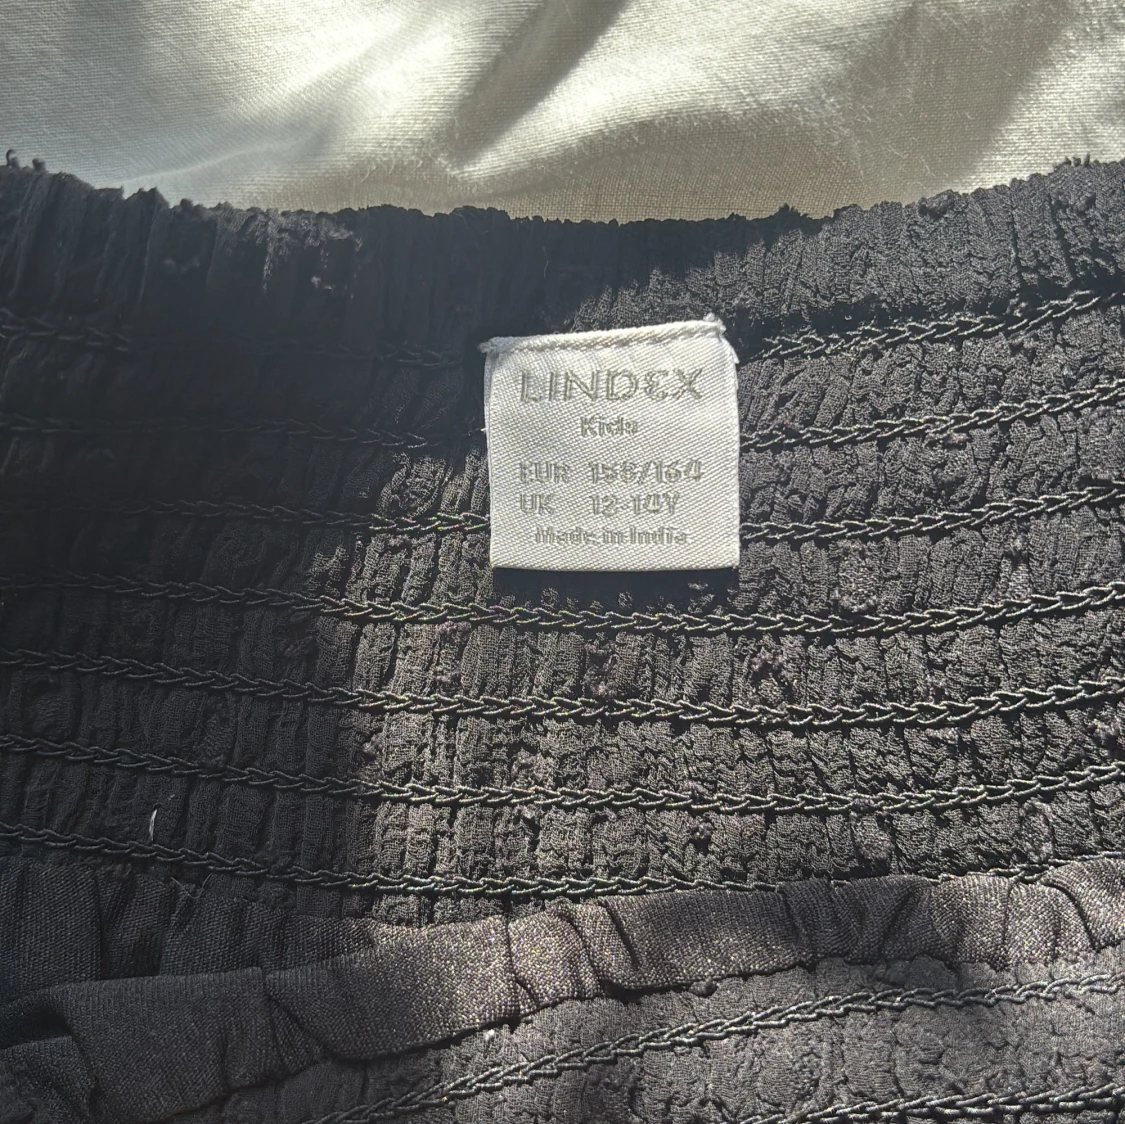 LINDEX
Kids
EUR 158/164
UK 12-14Y
Made in India